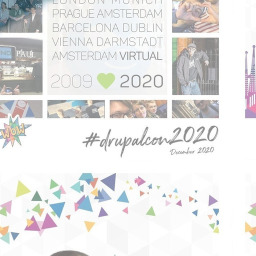 LONDON MUNICH
PRAGUE AMSTERDAM
BARCELONA DUBLIN
VIENNA DARMSTADT
AMSTERDAM VIRTUAL
2009 2020
#drupalcon2020
December 2020